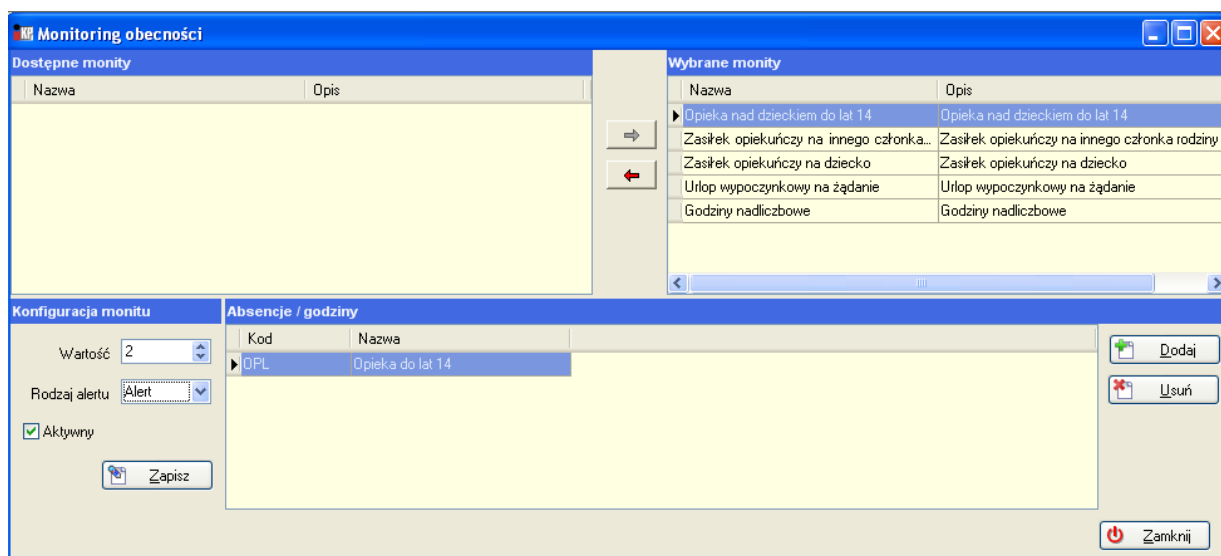 KP Monitoring obecności
Dostępne monity
Nazwa Opis
Wybrane monity
Nazwa Opis
Opieka nad dzieckiem do lat 14 Opieka nad dzieckiem do lat 14
Zasiłek opiekuńczy na innego członka... Zasiłek opiekuńczy na innego członka rodziny
Zasiłek opiekuńczy na dziecko Zasiłek opiekuńczy na dziecko
Urlop wypoczynkowy na żądanie Urlop wypoczynkowy na żądanie
Godziny nadliczbowe Godziny nadliczbowe
Konfiguracja monitu
Wartość 2
Rodzaj alertu Alert
Aktywny
Zapisz
Absencje / godziny
Kod Nazwa
OPL Opieka do lat 14
Dodaj
Usuń
Zamknij